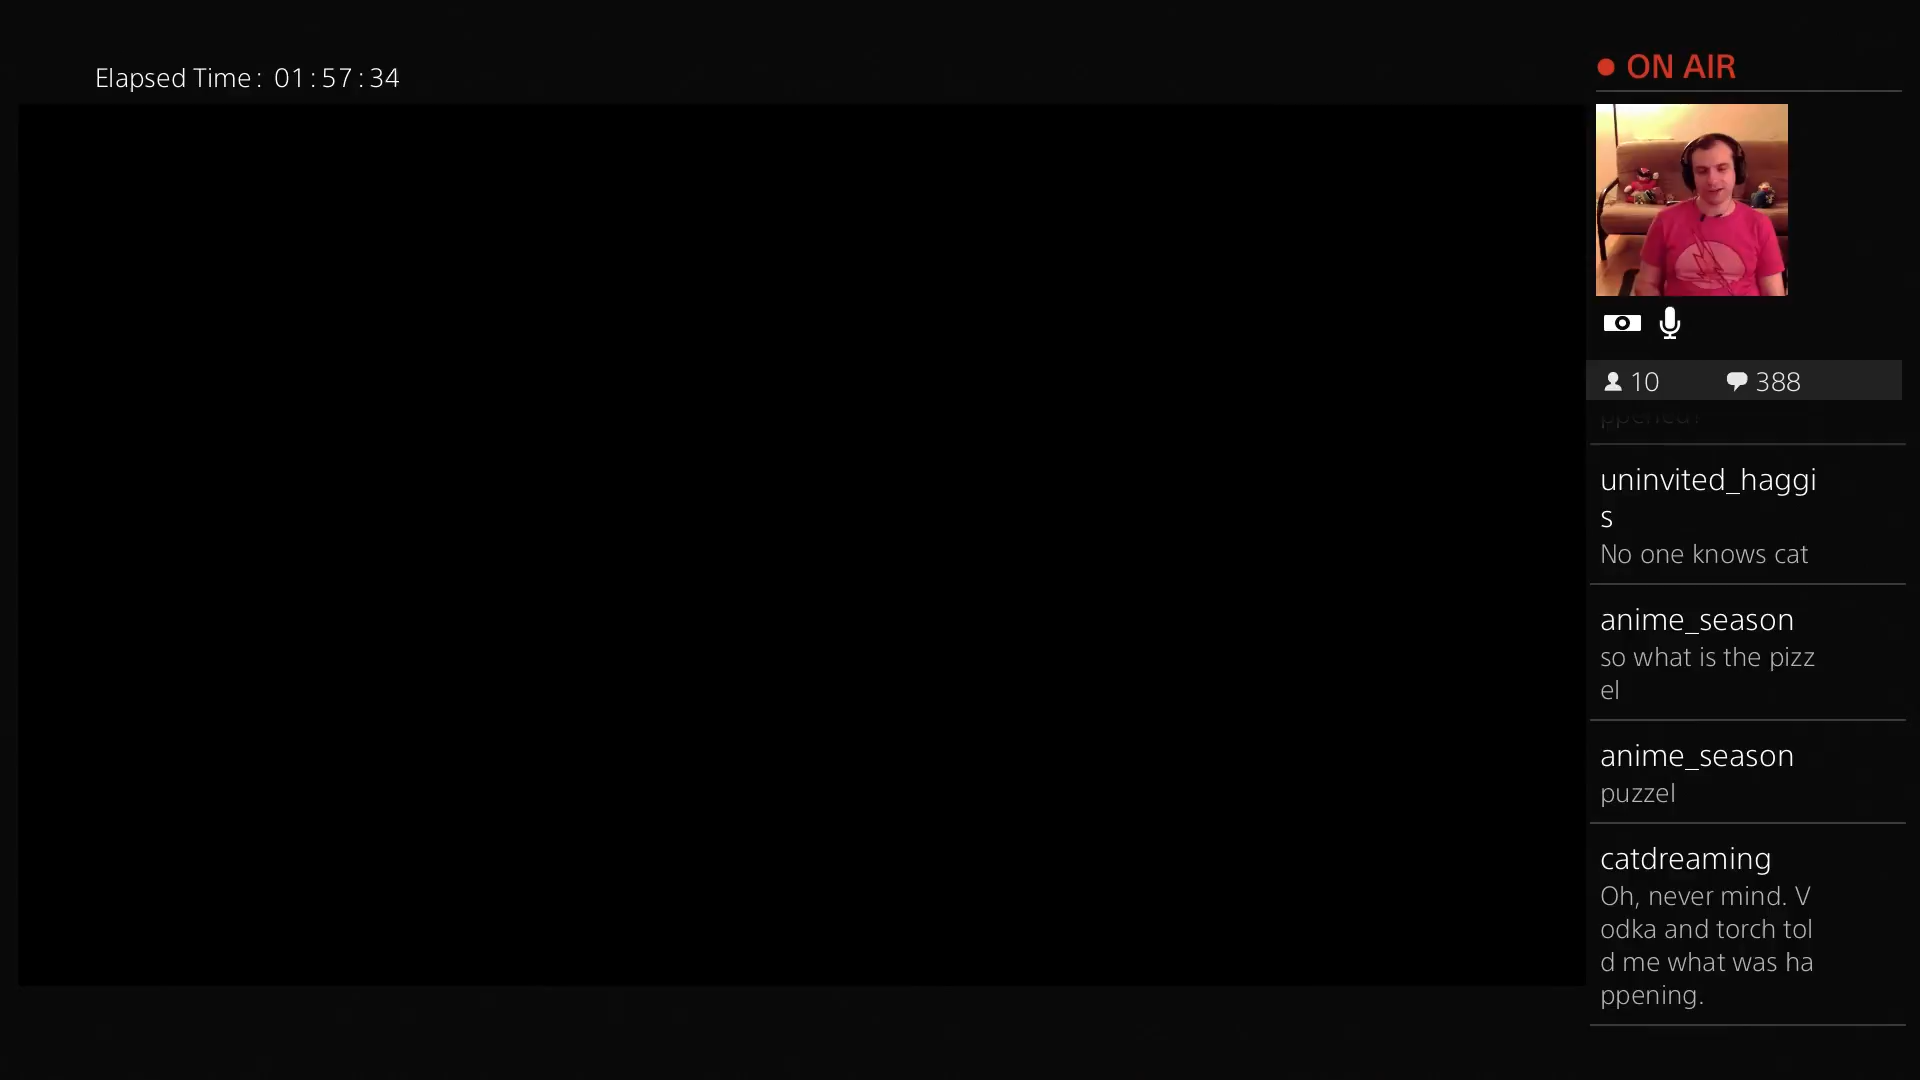 Elapsed Time: 01:57:34
ON AIR
10 388
uninvited_haggi
s
No one knows cat
anime_season
so what is the pizz
el
anime_season
puzzel
catdreaming
Oh, never mind. V
odka and torch tol
d me what was ha
ppening.